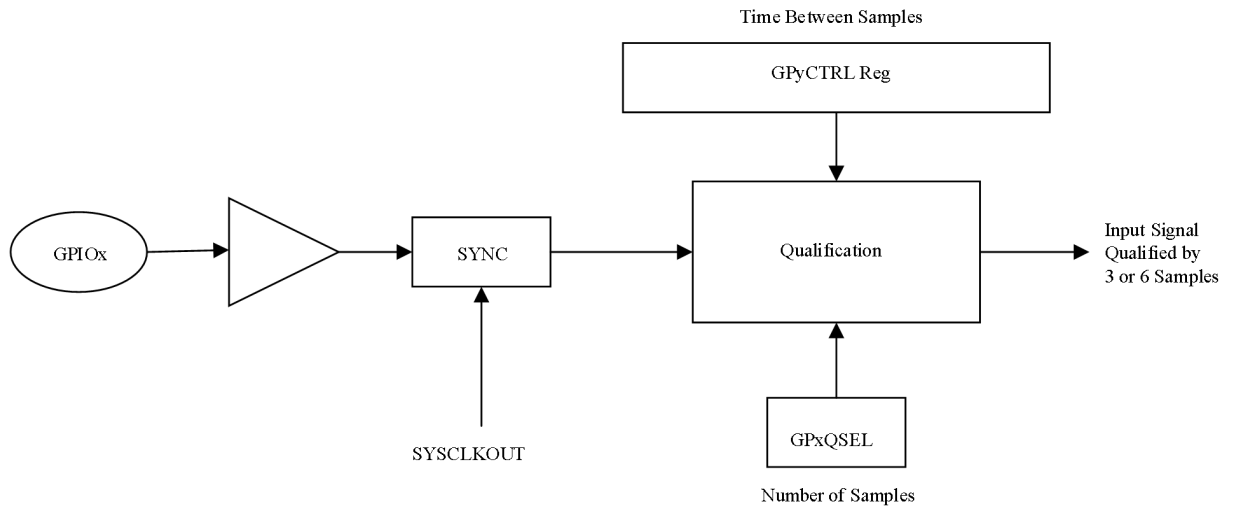 Time Between Samples
GPyCTRL Reg
GPIOx
SYNC
Qualification
Input Signal
Qualified by
3 or 6 Samples
SYSCLKOUT
GPxQSEL
Number of Samples